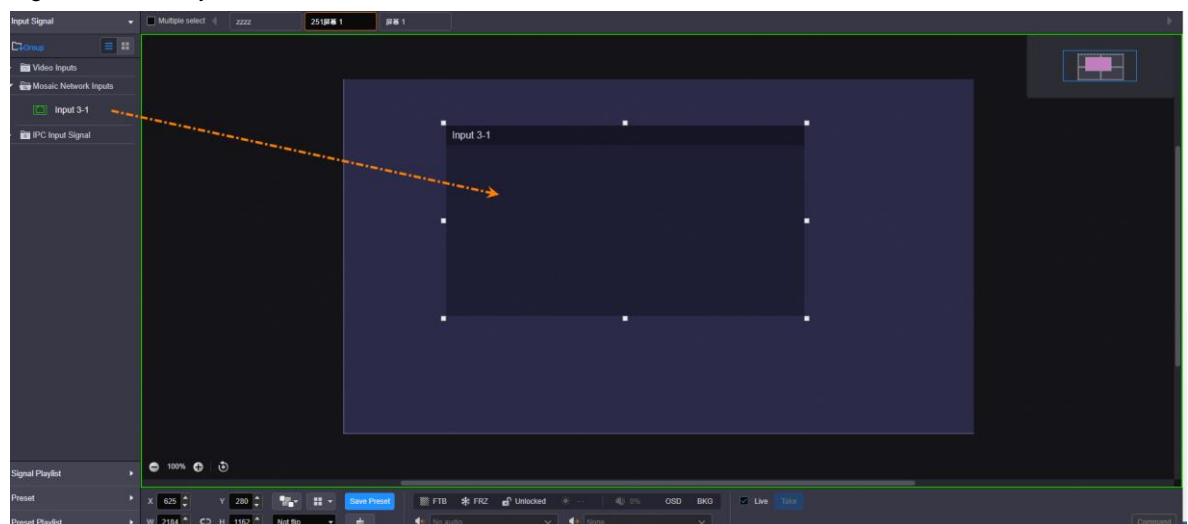 Input Signal
Multiple select
zzzz
251屏幕 1
屏幕 1
Group
Video Inputs
Mosaic Network Inputs
Input 3-1
IPC Input Signal
Input 3-1
100%
Signal Playlist
Preset
Preset Playlist
X 625 Y 280 Save Preset FTB FRZ Unlocked -- 0% OSD BKG Live Take
W 2184 H 1162 Not flip No audio None Command